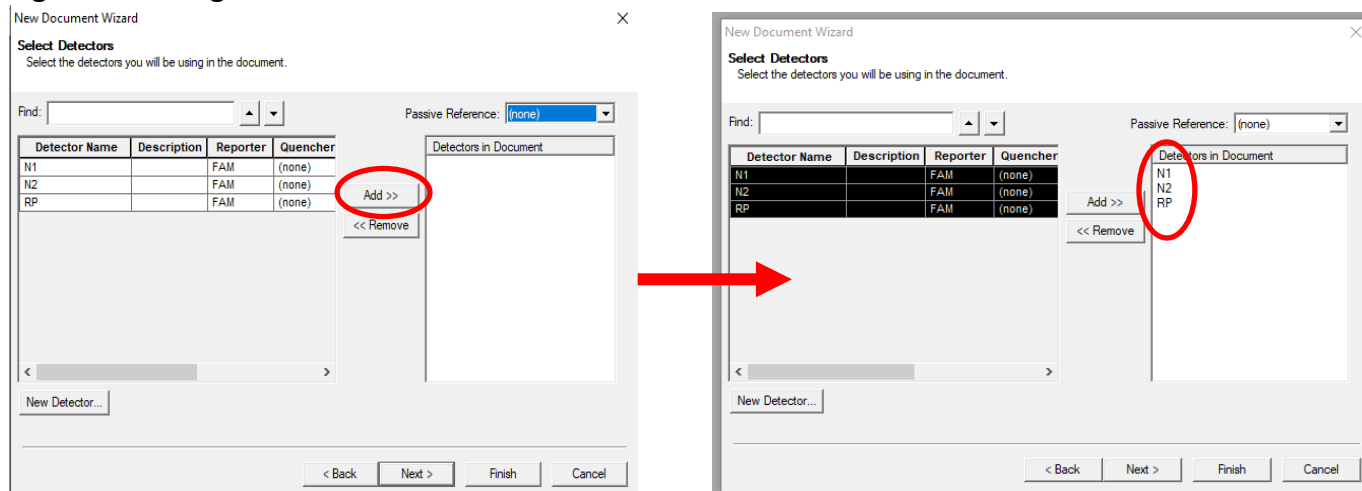 New Document Wizard
Select Detectors
Select the detectors you will be using in the document.
Find:
Passive Reference: (none)
Detector Name Description Reporter Quencher
N1 FAM (none)
N2 FAM (none)
RP FAM (none)
Add >>
<< Remove
Detectors in Document
New Detector...
< Back Next > Finish Cancel
New Document Wizard
Select Detectors
Select the detectors you will be using in the document.
Find:
Passive Reference: (none)
Detector Name Description Reporter Quencher
N1 FAM (none)
N2 FAM (none)
RP FAM (none)
Add >>
<< Remove
Detectors in Document
N1
N2
RP
New Detector...
< Back Next > Finish Cancel